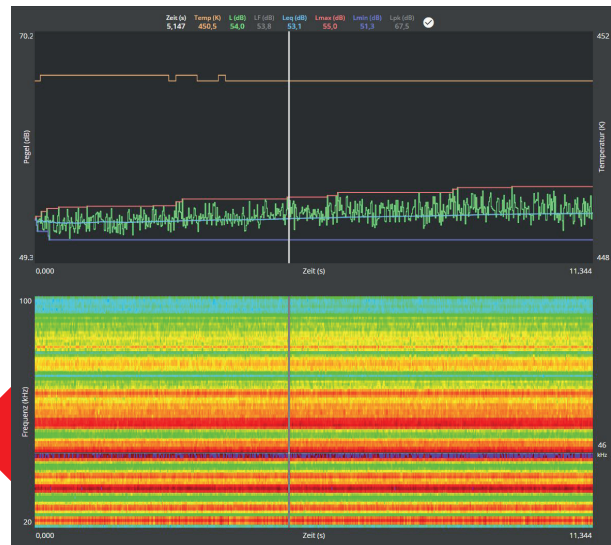 Zeit (s) Temp (K) L (dB) LF (dB) Leq (dB) Lmax (dB) Lmin (dB) Lpk (dB)
5,147 450,5 54,0 53,8 53,1 55,0 51,3 67,5
70.2 452
Pegel (dB)
Temperatur (K)
49.3 448
0,000 Zeit (s) 11,344
100
Frequenz (kHz)
46
kHz
20
0,000 Zeit (s) 11,344